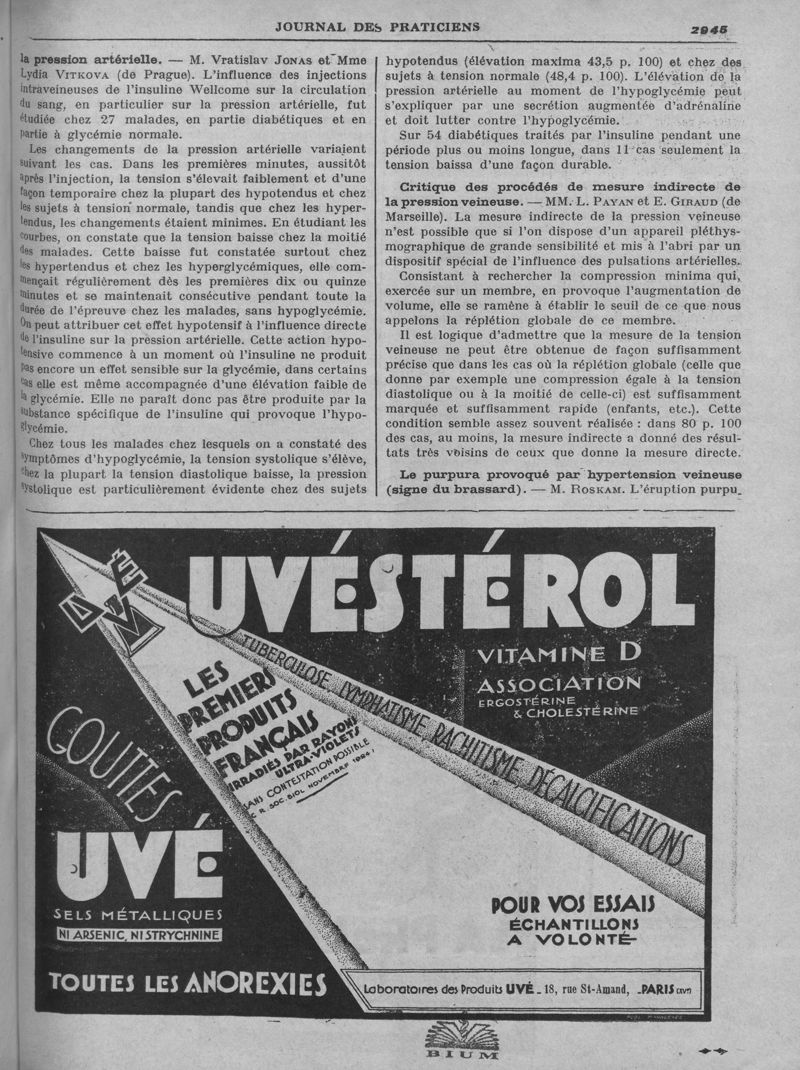 JOURNAL DES PRATICIENS
2945
la pression artérielle. — M. Vratislav JONAS et Mme
Lydia VITKOVA (de Prague). L'influence des injections
intraveineuses de l'insuline Wellcome sur la circulation
du sang, en particulier sur la pression artérielle, fut
étudiée chez 27 malades, en partie diabétiques et en
partie à glycémie normale.
Les changements de la pression artérielle variaient
suivant les cas. Dans les premières minutes, aussitôt
après l'injection, la tension s'élevait faiblement et d'une
façon temporaire chez la plupart des hypotendus et chez
les sujets à tension normale, tandis que chez les hyper-
tendus, les changements étaient minimes. En étudiant les
courbes, on constate que la tension baisse chez la moitié
des malades. Cette baisse fut constatée surtout chez
les hypertendus et chez les hyperglycémiques, elle com-
mençait régulièrement dès les premières dix ou quinze
minutes et se maintenait consécutive pendant toute la
durée de l'épreuve chez les malades, sans hypoglycémie.
On peut attribuer cet effet hypotensif à l'influence directe
de l'insuline sur la pression artérielle. Cette action hypo-
tensive commence à un moment où l'insuline ne produit
pas encore un effet sensible sur la glycémie, dans certains
cas elle est même accompagnée d'une élévation faible de
la glycémie. Elle ne paraît donc pas être produite par la
substance spécifique de l'insuline qui provoque l'hypo-
glycémie.
Chez tous les malades chez lesquels on a constaté des
symptômes d'hypoglycémie, la tension systolique s'élève,
chez la plupart la tension diastolique baisse, la pression
systolique est particulièrement évidente chez des sujets
hypotendus (élévation maxima 43,5 p. 100) et chez des
sujets à tension normale (48,4 p. 100). L'élévation de la
pression artérielle au moment de l'hypoglycémie peut
s'expliquer par une secrétion augmentée d'adrénaline
et doit lutter contre l'hypoglycémie.
Sur 54 diabétiques traités par l'insuline pendant une
période plus ou moins longue, dans 11 cas seulement la
tension baissa d'une façon durable.
Critique des procédés de mesure indirecte de
la pression veineuse. — MM. L. PAYAN et E. GIRAUD (de
Marseille). La mesure indirecte de la pression veineuse
n'est possible que si l'on dispose d'un appareil pléthys-
mographique de grande sensibilité et mis à l'abri par un
dispositif spécial de l'influence des pulsations artérielles.
Consistant à rechercher la compression minima qui,
exercée sur un membre, en provoque l'augmentation de
volume, elle se ramène à établir le seuil de ce que nous
appelons la réplétion globale de ce membre.
Il est logique d'admettre que la mesure de la tension
veineuse ne peut être obtenue de façon suffisamment
précise que dans les cas où la réplétion globale (celle que
donne par exemple une compression égale à la tension
diastolique ou à la moitié de celle-ci) est suffisamment
marquée et suffisamment rapide (enfants, etc.). Cette
condition semble assez souvent réalisée : dans 80 p. 100
des cas, au moins, la mesure indirecte a donné des résul-
tats très voisins de ceux que donne la mesure directe.
Le purpura provoqué par hypertension veineuse
(signe du brassard). — M. ROSKAM. L'éruption purpu-
UVÉ
UVÉSTÉROL
VITAMINE D
ASSOCIATION
ERGOSTÉRINE
& CHOLESTÉRINE
TUBERCULOSE, LYMPHATISME, RACHITISME, DÉCALCIFICATIONS
LES
PREMIERS
PRODUITS
FRANÇAIS
IRRADIÉS PAR RAYONS
ULTRA-VIOLETS
SANS CONTESTATION POSSIBLE
C. R. SOC. BIOL. NOVEMBRE 1924
GOUTTES
UVÉ
SELS MÉTALLIQUES
NI ARSENIC, NI STRYCHNINE
TOUTES LES ANOREXIES
POUR VOS ESSAIS
ÉCHANTILLONS
A VOLONTÉ
Laboratoires des Produits UVÉ - 18, rue St-Amand, - PARIS (XVe)
BIUM